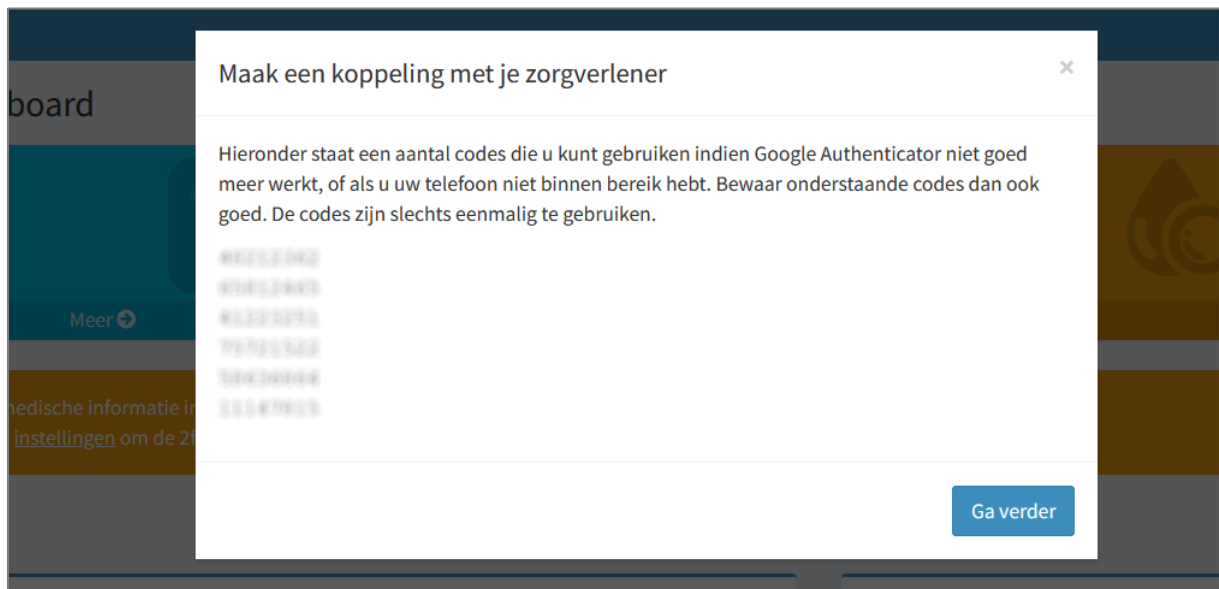 board
Maak een koppeling met je zorgverlener
×
Hieronder staat een aantal codes die u kunt gebruiken indien Google Authenticator niet goed
meer werkt, of als u uw telefoon niet binnen bereik hebt. Bewaar onderstaande codes dan ook
goed. De codes zijn slechts eenmalig te gebruiken.
Meer
medische informatie
instellingen om de
Ga verder